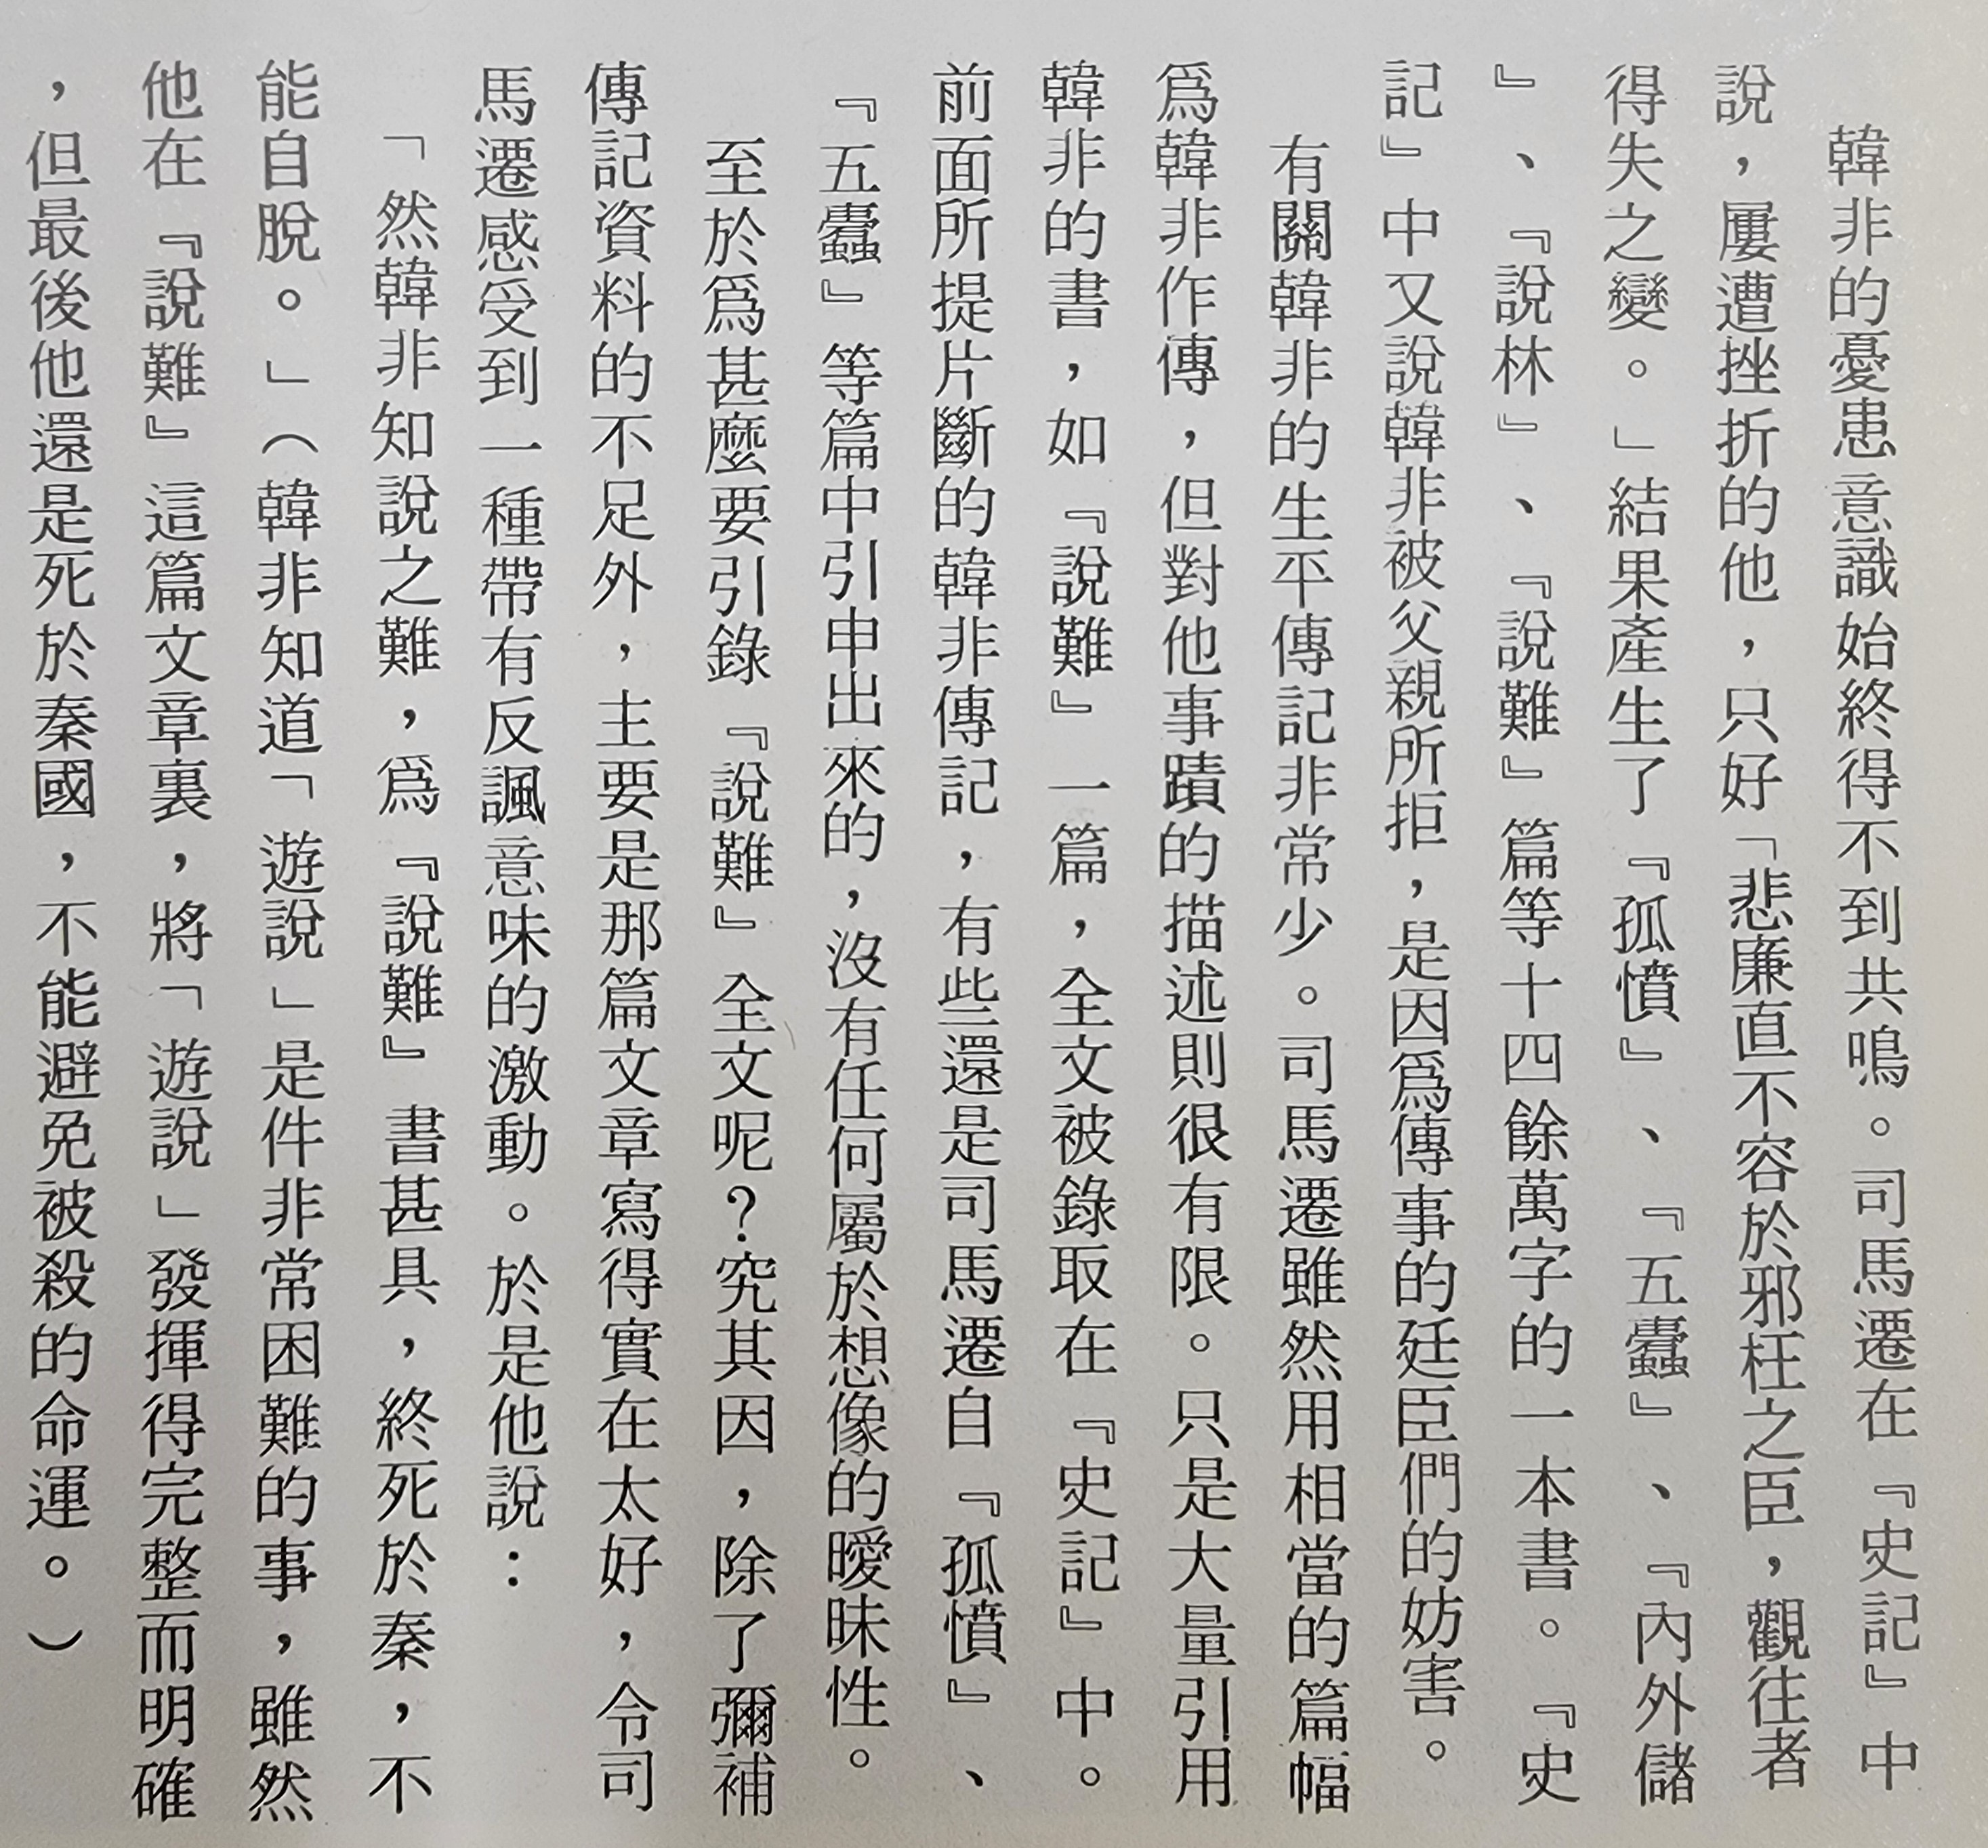 韓非的憂患意識始終得不到共鳴。司馬遷在『史記』中
說，屢遭挫折的他，只好「悲廉直不容於邪枉之臣，觀往者
得失之變。」結果產生了『孤憤』、『五蠹』、『內外儲
』、『說林』、『說難』篇等十四餘萬字的一本書。『史
記』中又說韓非被父親所拒，是因爲傳事的廷臣們的妨害。
有關韓非的生平傳記非常少。司馬遷雖然用相當的篇幅
爲韓非作傳，但對他事蹟的描述則很有限。只是大量引用
韓非的書，如『說難』一篇，全文被錄取在『史記』中。
前面所提片斷的韓非傳記，有些還是司馬遷自『孤憤』、
『五蠹』等篇中引申出來的，沒有任何屬於想像的曖昧性。
至於爲甚麼要引錄『說難』全文呢？究其因，除了彌補
傳記資料的不足外，主要是那篇文章寫得實在太好，令司
馬遷感受到一種帶有反諷意味的激動。於是他說：
「然韓非知說之難，爲『說難』書甚具，終死於秦，不
能自脫。」（韓非知道「遊說」是件非常困難的事，雖然
他在『說難』這篇文章裏，將「遊說」發揮得完整而明確
，但最後他還是死於秦國，不能避免被殺的命運。）